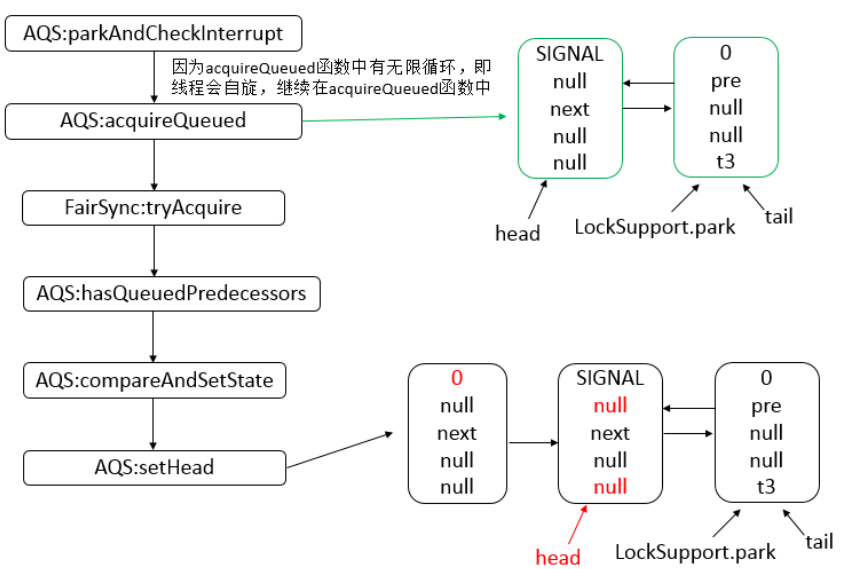 AQS:parkAndCheckInterrupt
因为acquireQueued函数中有无限循环，即
线程会自旋，继续在acquireQueued函数中
AQS:acquireQueued
FairSync:tryAcquire
AQS:hasQueuedPredecessors
AQS:compareAndSetState
AQS:setHead
SIGNAL
null
next
null
null
head
0
pre
null
null
t3
LockSupport.park
tail
0
null
next
null
null
SIGNAL
null
next
null
null
head
0
pre
null
null
t3
LockSupport.park
tail